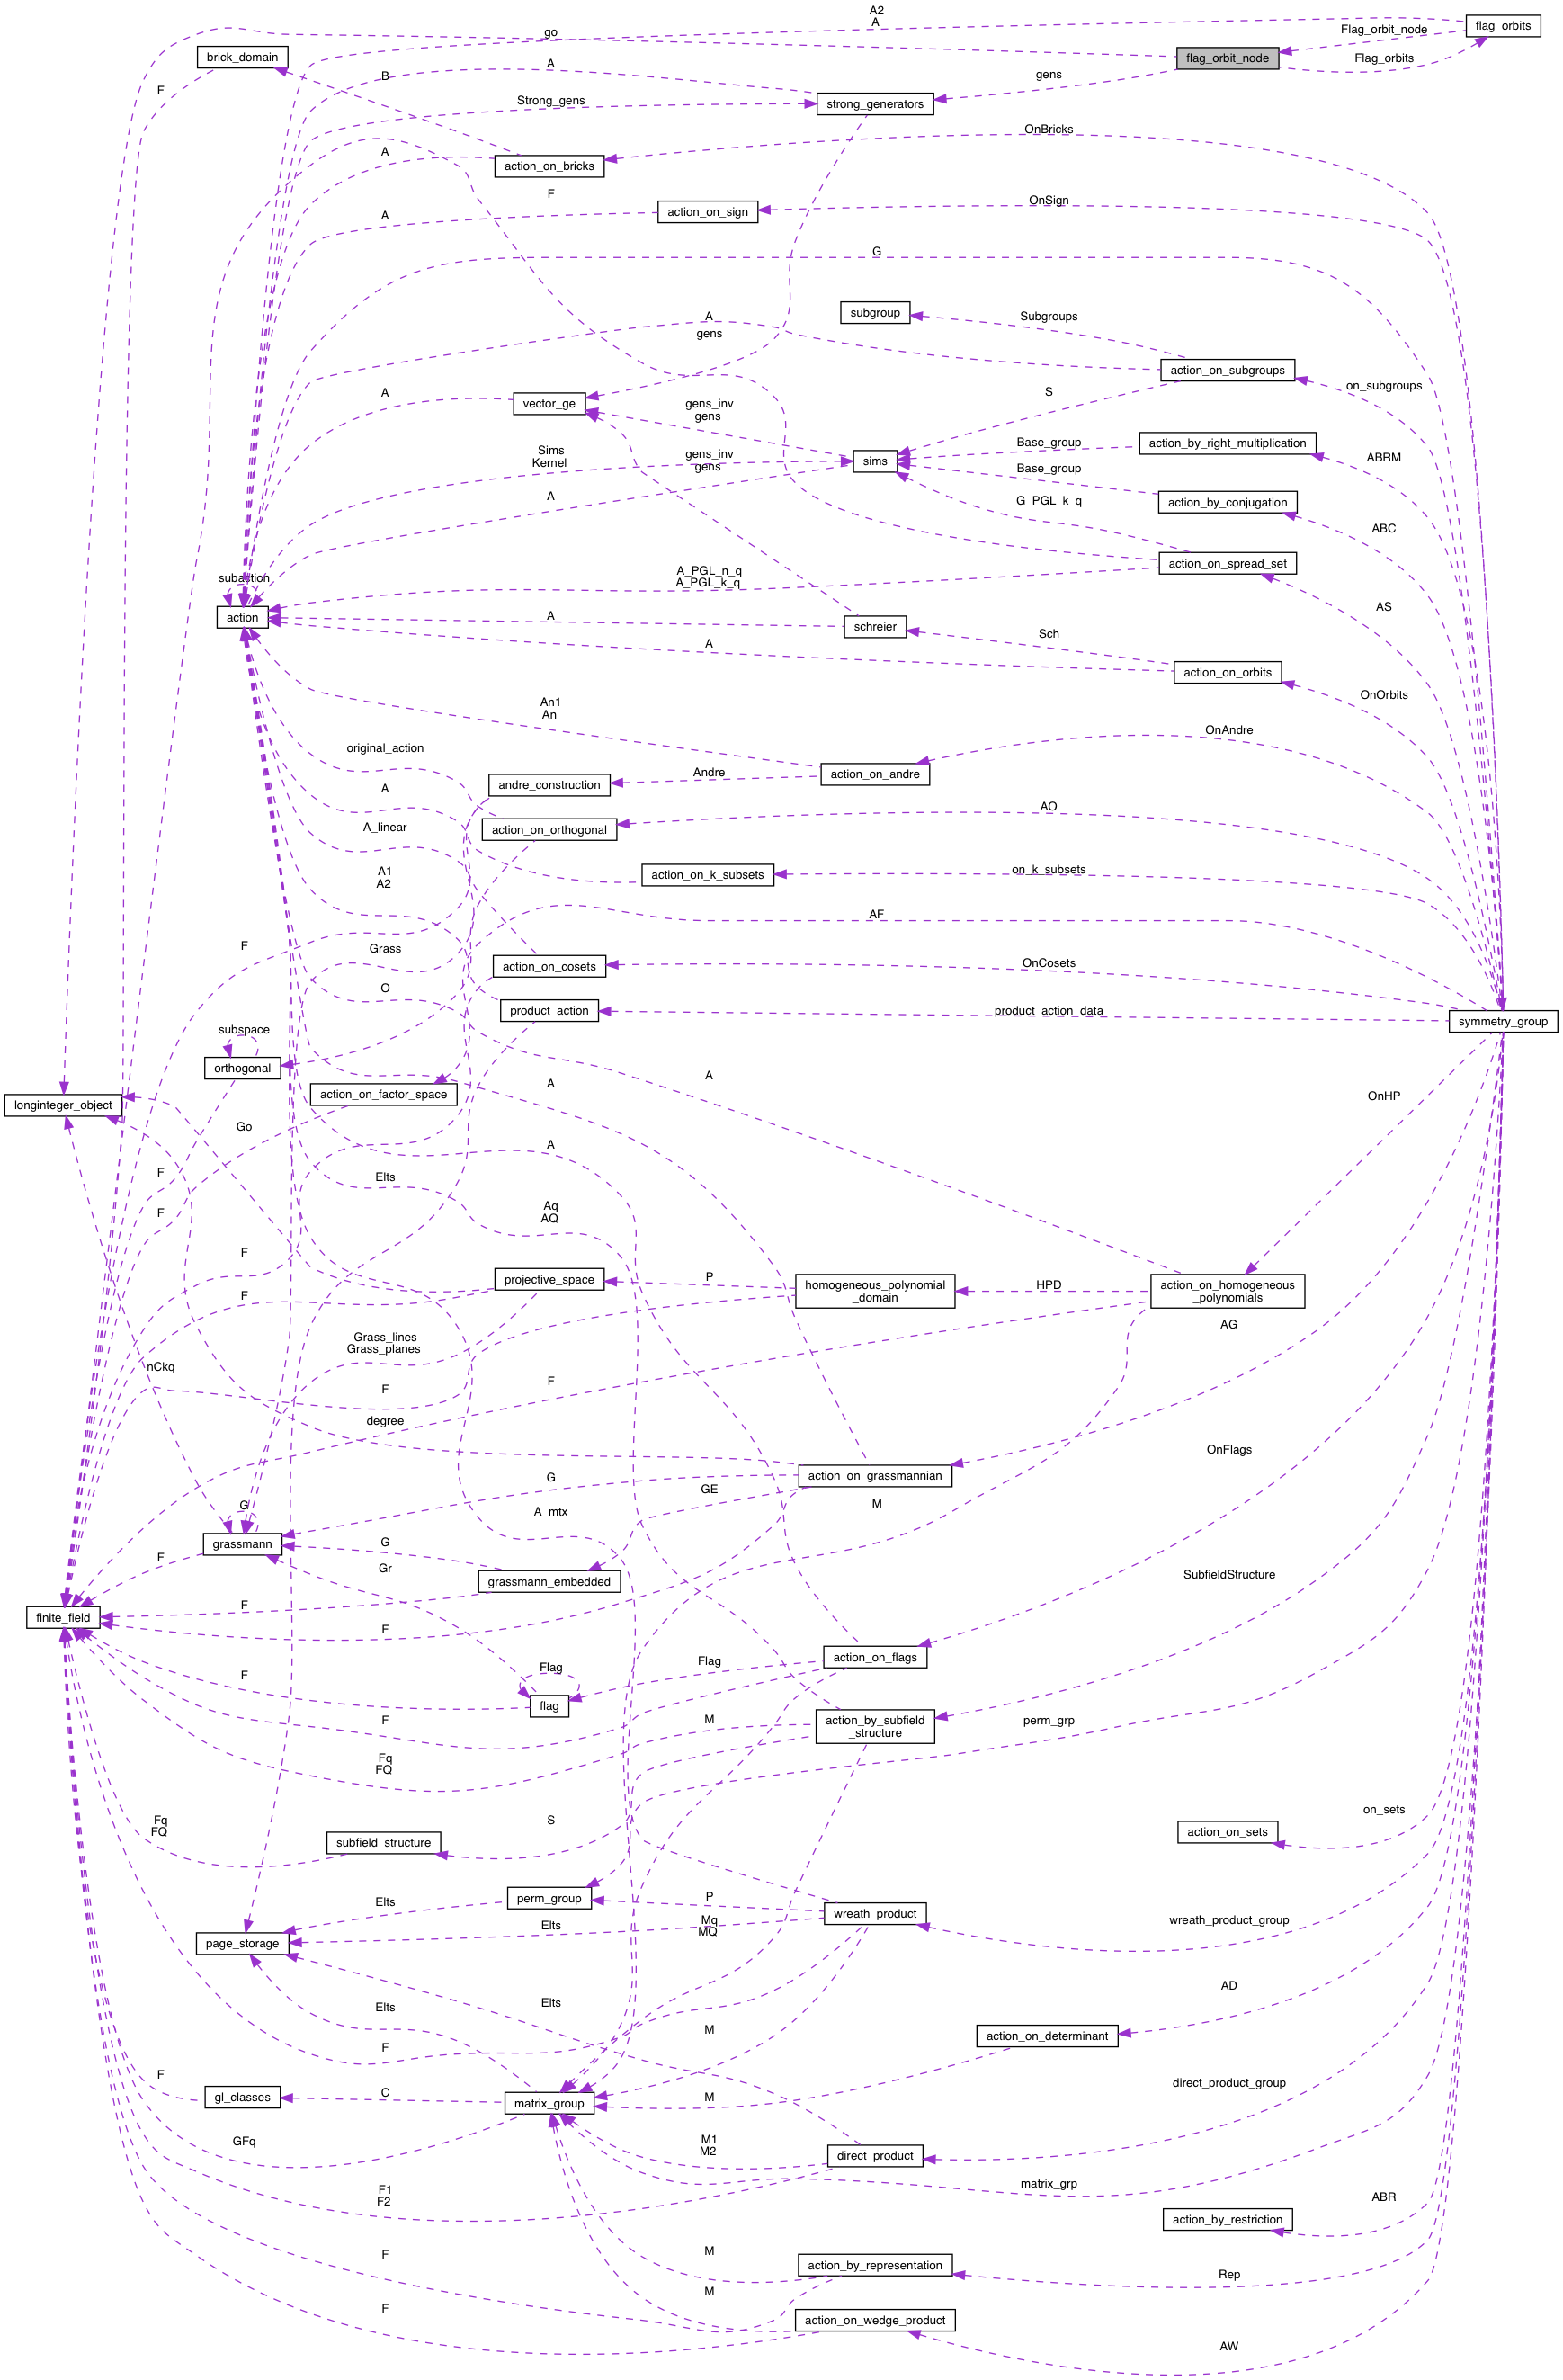 A2
A
flag_orbits
go
Flag_orbit_node
brick_domain
flag_orbit_node
Flag_orbits
A
B
gens
F
Strong_gens
strong_generators
OnBricks
A
action_on_bricks
F
OnSign
action_on_sign
A
G
subgroup
Subgroups
A
gens
action_on_subgroups
on_subgroups
A
vector_ge
gens_inv
gens
S
action_by_right_multiplication
Base_group
ABRM
Sims
Kernel
gens_inv
gens
sims
Base_group
A
G_PGL_k_q
action_by_conjugation
ABC
action_on_spread_set
subaction
A_PGL_n_q
A_PGL_k_q
AS
action
A
schreier
Sch
A
action_on_orbits
OnOrbits
An1
An
OnAndre
original_action
Andre
action_on_andre
andre_construction
A
AO
A_linear
action_on_orthogonal
A1
A2
action_on_k_subsets
on_k_subsets
AF
F
Grass
action_on_cosets
OnCosets
O
product_action
product_action_data
symmetry_group
subspace
orthogonal
A
A
action_on_factor_space
OnHP
longinteger_object
Go
A
F
Elts
F
Aq
AQ
F
projective_space
P
homogeneous_polynomial
_domain
HPD
action_on_homogeneous
_polynomials
F
Grass_lines
Grass_planes
AG
nCkq
F
F
degree
OnFlags
action_on_grassmannian
G
GE
M
G
A_mtx
grassmann
G
F
Gr
grassmann_embedded
SubfieldStructure
F
finite_field
F
action_on_flags
Flag
Flag
F
flag
F
M
action_by_subfield
_structure
perm_grp
Fq
FQ
on_sets
Fq
FQ
S
action_on_sets
subfield_structure
perm_group
P
Elts
wreath_product
Mq
MQ
Elts
wreath_product_group
page_storage
AD
Elts
Elts
M
action_on_determinant
F
F
C
M
direct_product_group
gl_classes
matrix_group
GFq
M1
M2
direct_product
matrix_grp
F1
F2
ABR
action_by_restriction
M
F
action_by_representation
Rep
M
F
action_on_wedge_product
AW